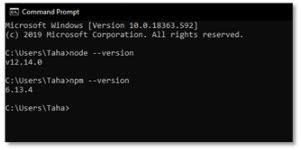 Command Prompt
Microsoft Windows [Version 10.0.18363.592]
(c) 2019 Microsoft Corporation. All rights reserved.
C:\Users\Taha>node --version
v12.14.0
C:\Users\Taha>npm --version
6.13.4
C:\Users\Taha>